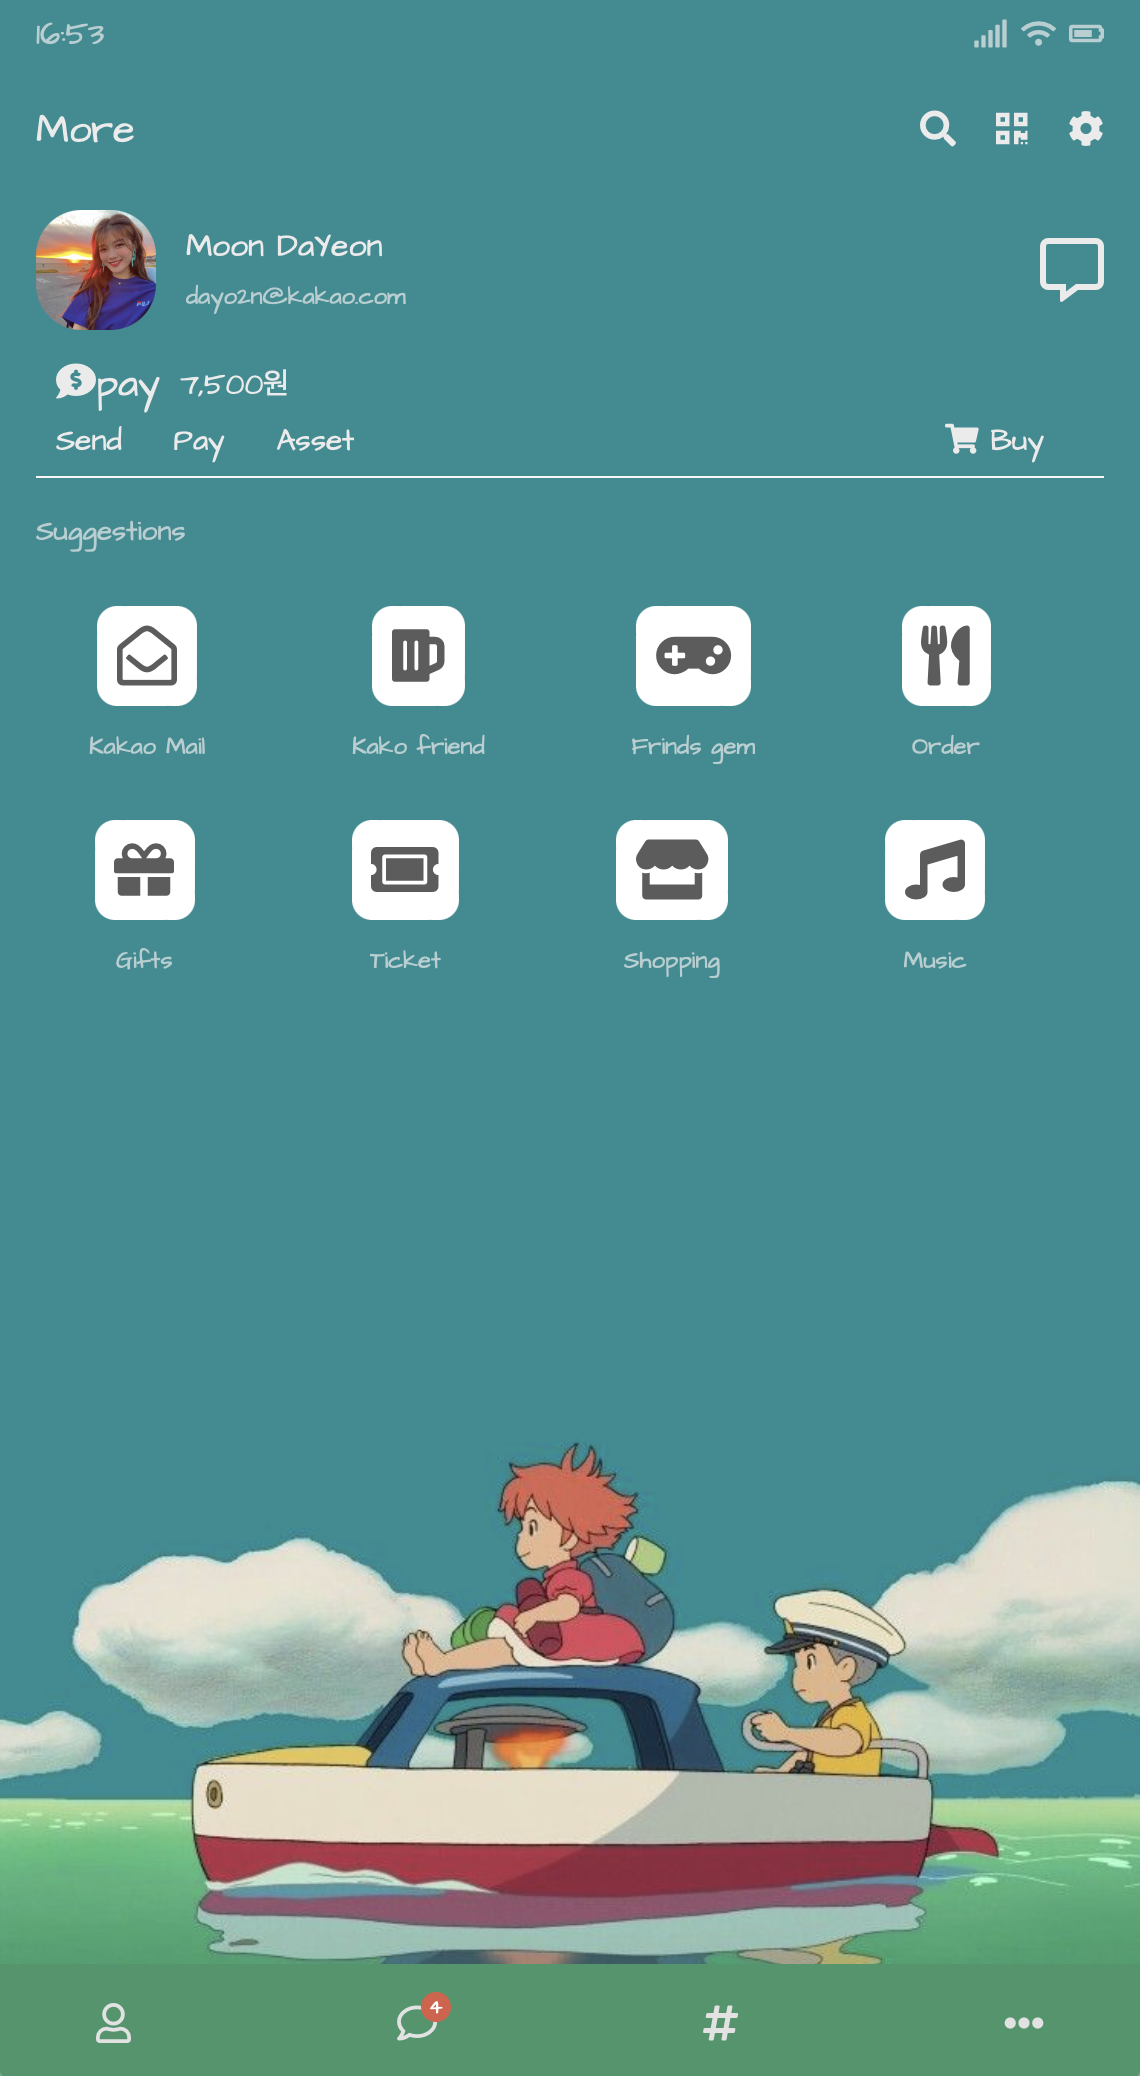 16:53
More
Moon DaYeon
dayo2n@kakao.com
pay 7,500원
Send Pay Asset Buy
Suggestions
Kakao Mail Kako friend Frinds gem Order
Gifts Ticket Shopping Music
4